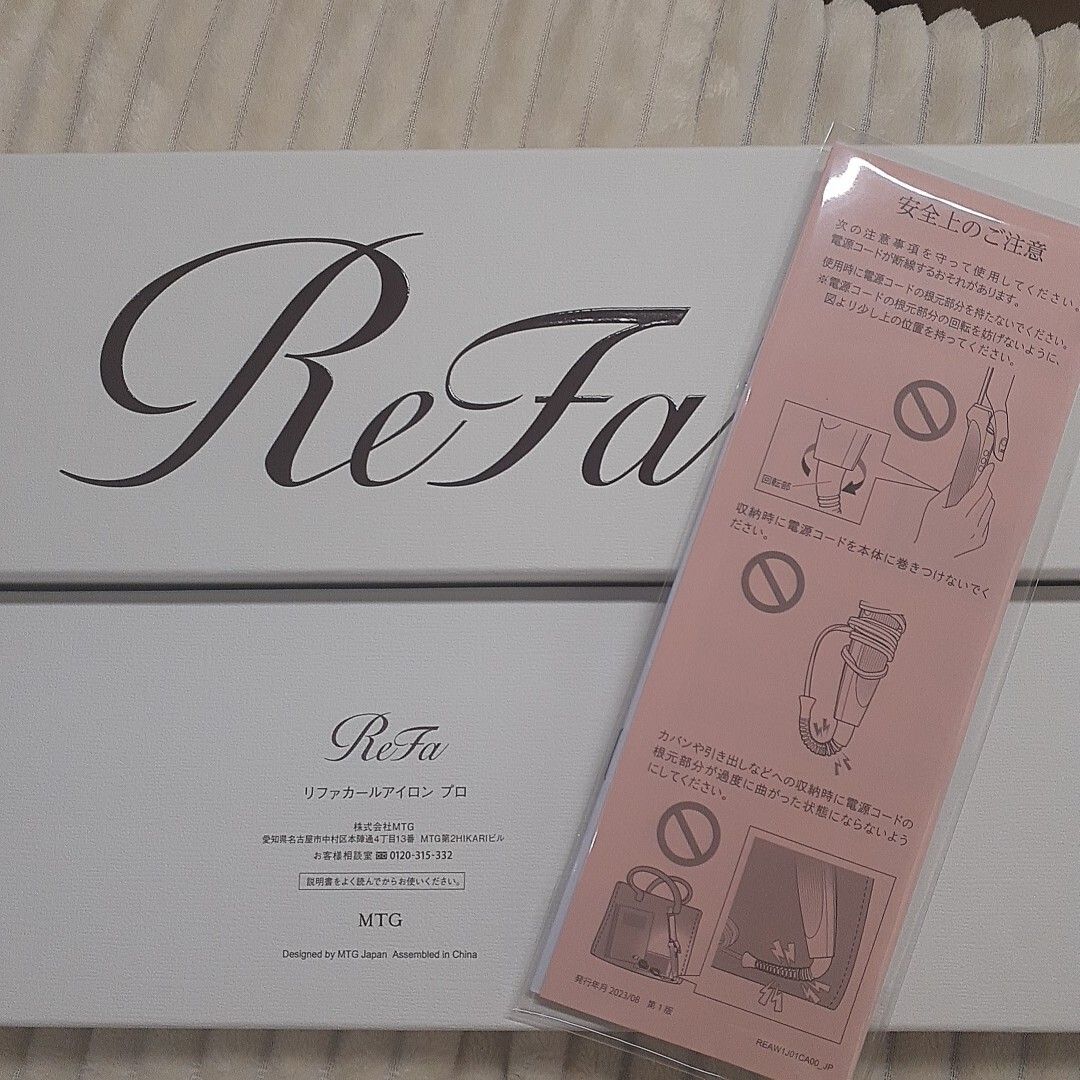 ReFa
ReFa
リファカールアイロン プロ
株式会社MTG
愛知県名古屋市中村区本陣通4丁目13番 MTG第2HIKARIビル
お客様相談室 0120-315-332
説明書をよく読んでからお使いください。
MTG
Designed by MTG Japan Assembled in China
安全上のご注意
次の注意事項を守って使用してください。
電源コードが断線するおそれがあります。
使用時に電源コードの根元部分を持たないでください。
※電源コードの根元部分の回転を妨げないように、
図より少し上の位置を持ってください。
回転部
収納時に電源コードを本体に巻きつけないでく
ださい。
カバンや引き出しなどへの収納時に電源コードの
根元部分が過度に曲がった状態にならないよう
にしてください。
発行年月 2023/08 第1版
REAW1J01CA00_JP